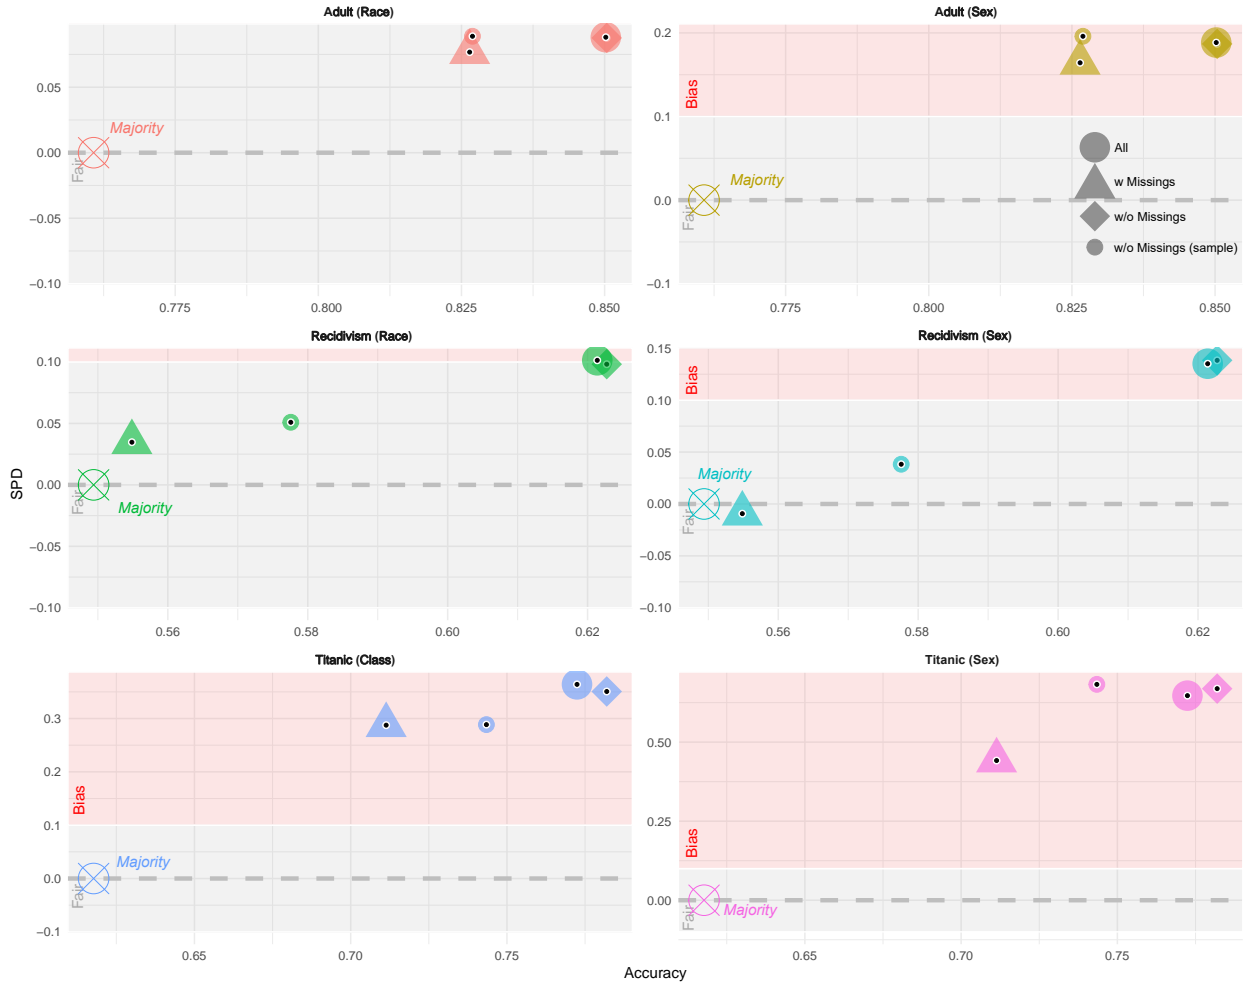 Adult (Race)
0.05
0.00
−0.05
−0.10
Majority
Fair
0.775
0.800
0.825
0.850
Adult (Sex)
0.2
0.1
0.0
−0.1
Bias
Majority
Fair
All
w Missings
w/o Missings
w/o Missings (sample)
0.775
0.800
0.825
0.850
SPD
Recidivism (Race)
0.10
0.05
0.00
−0.05
−0.10
Fair
Majority
0.56
0.58
0.60
0.62
Recidivism (Sex)
0.15
0.10
0.05
0.00
−0.05
−0.10
Bias
Majority
Fair
0.56
0.58
0.60
0.62
Titanic (Class)
0.3
0.2
0.1
0.0
−0.1
Bias
Majority
Fair
0.65
0.70
0.75
Titanic (Sex)
0.50
0.25
0.00
Bias
Majority
Fair
0.65
0.70
0.75
Accuracy